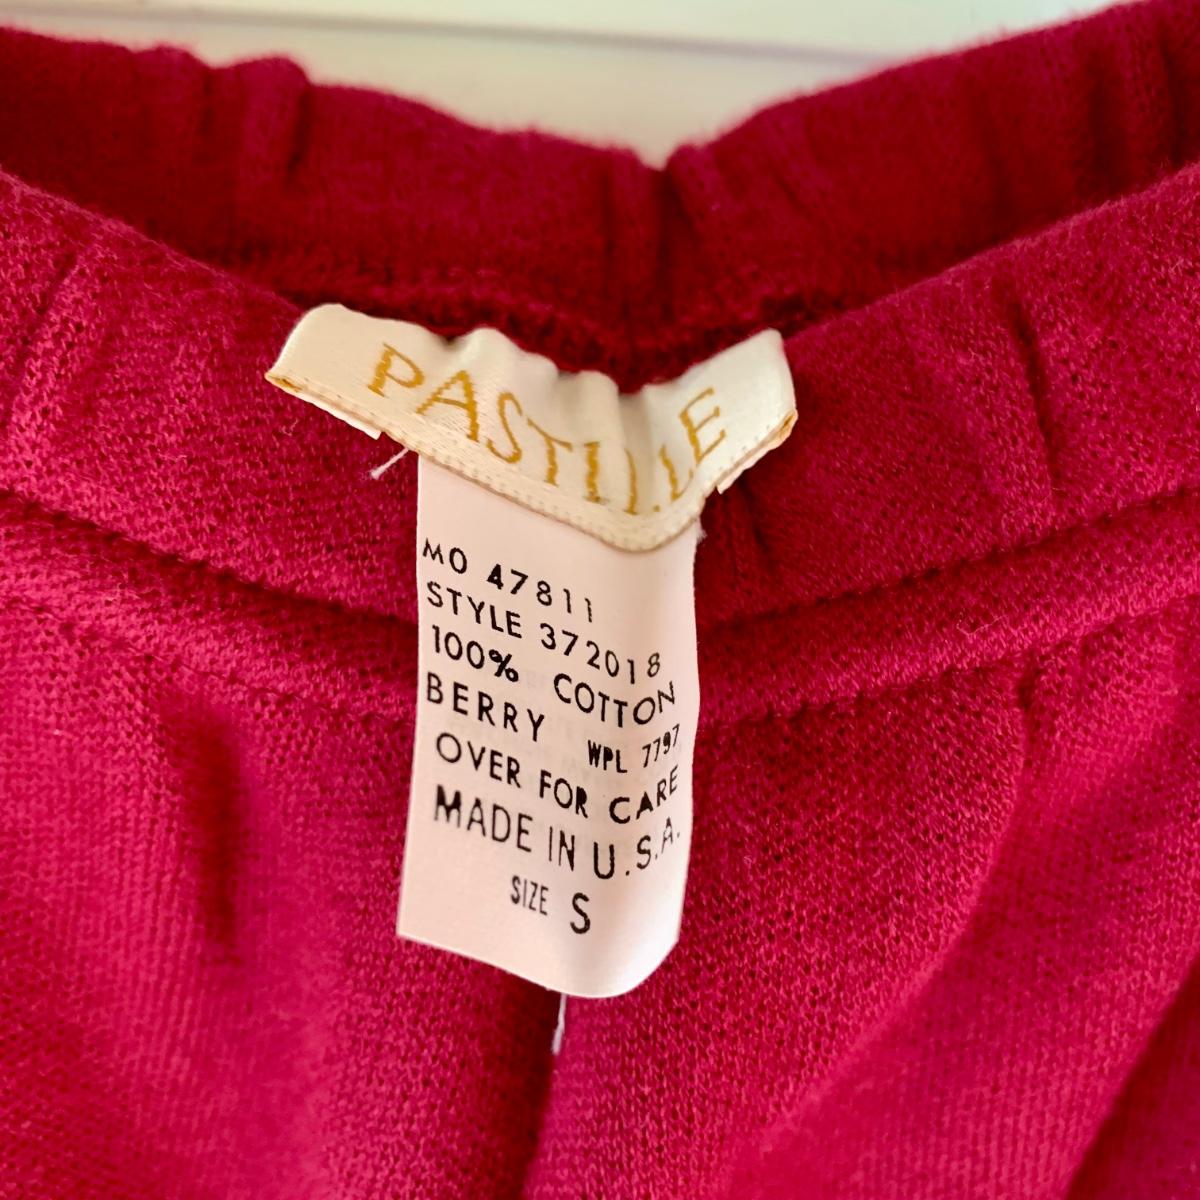 PASTILLE
MO 47811
STYLE 372018
100% COTTON
BERRY WPL 7797
OVER FOR CARE
MADE IN U.S.A.
SIZE S